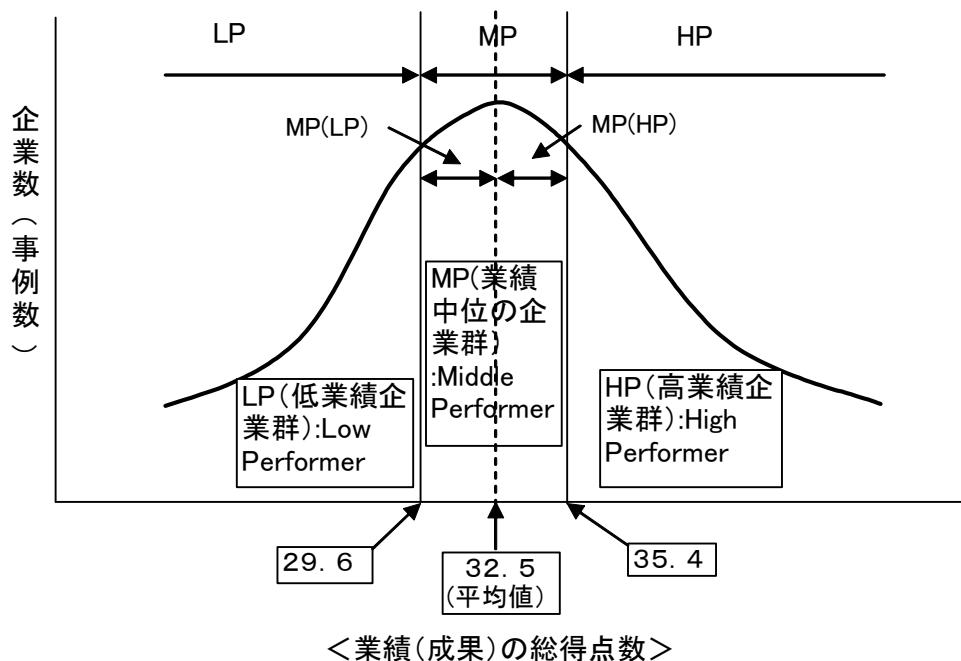 LP
MP
HP
MP(LP)
MP(HP)
企業数(事例数)
MP(業績
中位の企
業群)
:Middle
Performer
LP(低業績企
業群):Low
Performer
HP(高業績企
業群):High
Performer
29.6
32.5
(平均値)
35.4
<業績(成果)の総得点数>